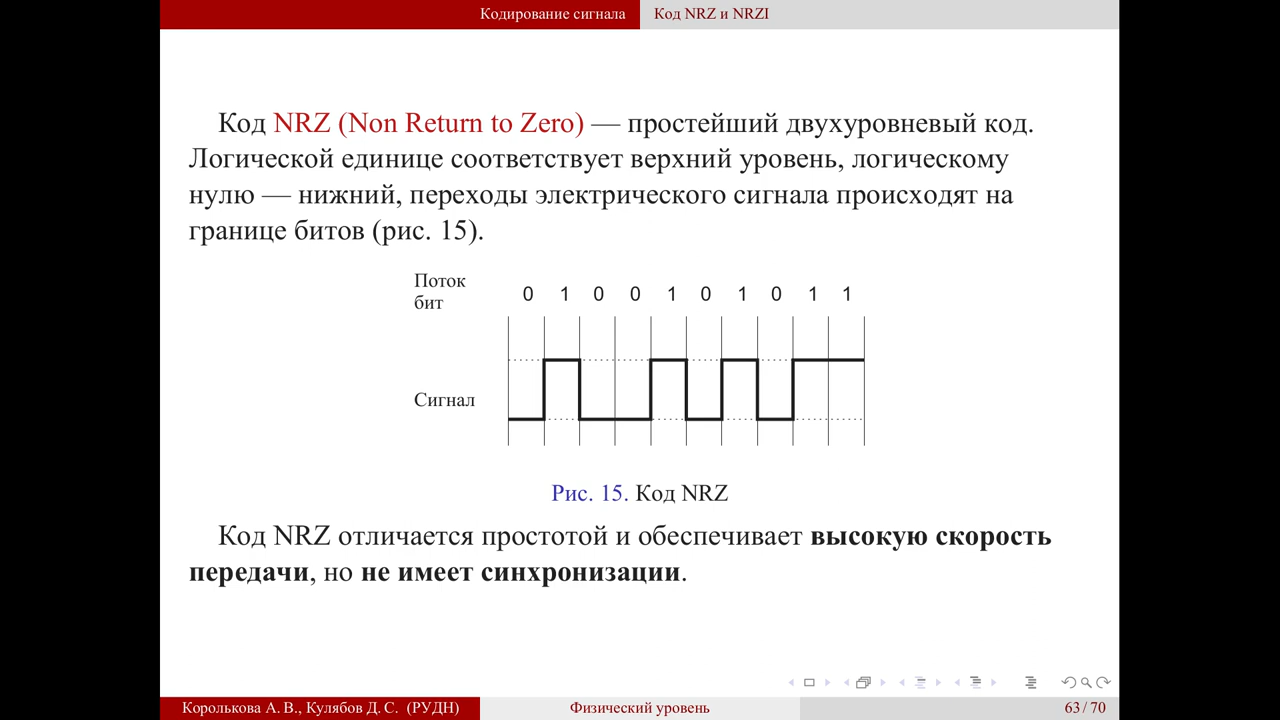 Кодирование сигнала Код NRZ и NRZI
Код NRZ (Non Return to Zero) — простейший двухуровневый код.
Логической единице соответствует верхний уровень, логическому
нулю — нижний, переходы электрического сигнала происходят на
границе битов (рис. 15).
Поток
бит
0 1 0 0 1 0 1 0 1 1
Сигнал
Рис. 15. Код NRZ
Код NRZ отличается простотой и обеспечивает высокую скорость
передачи, но не имеет синхронизации.
Королькова А. В., Кулябов Д. С. (РУДН) Физический уровень 63 / 70